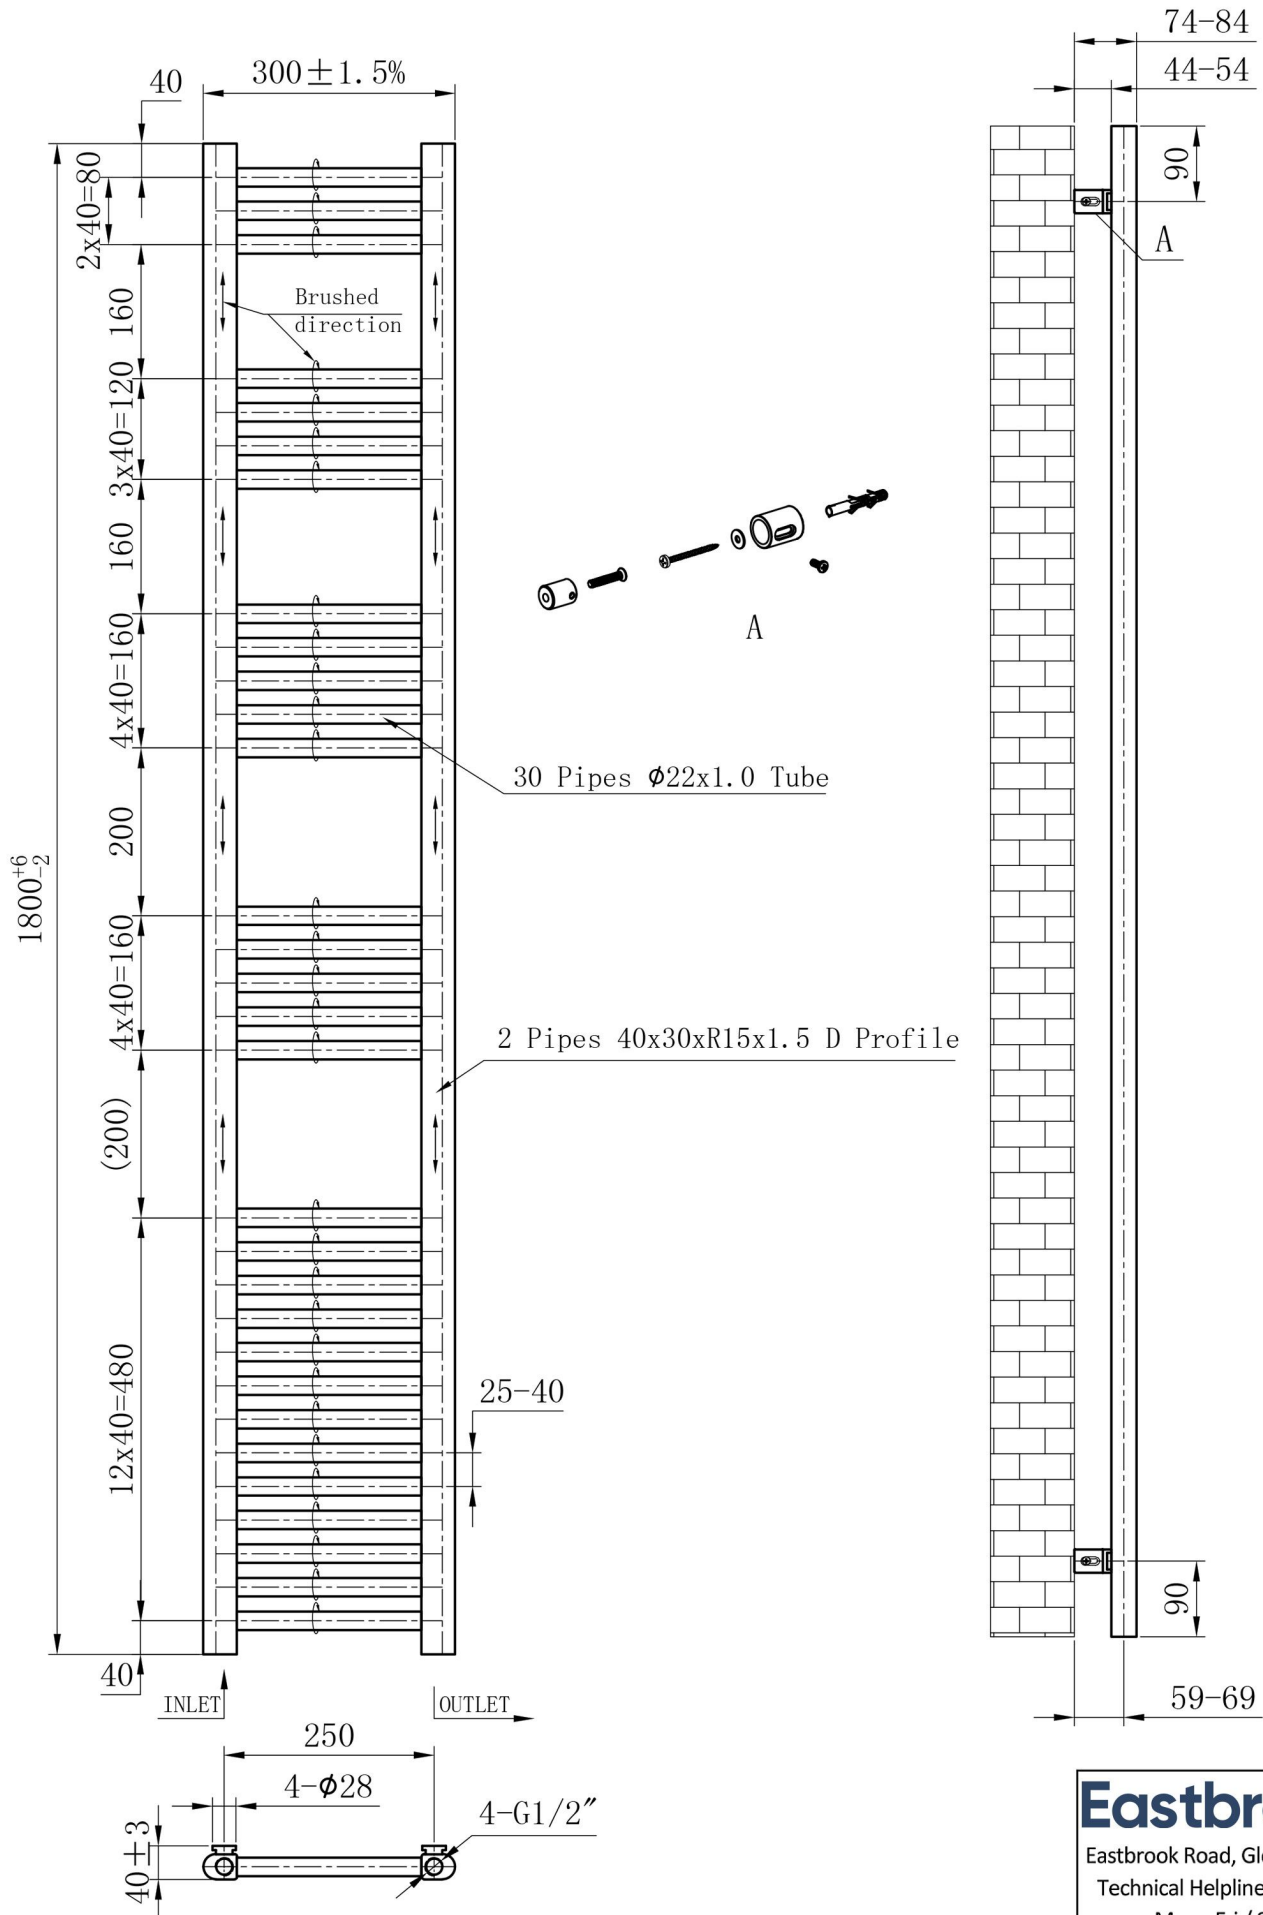 74-84
44-54
300±1.5%
40
90
A
2x40=80
160
Brushed
direction
3x40=120
160
A
4x40=160
30 Pipes Ø22x1.0 Tube
200
1800 +6 -2
4x40=160
2 Pipes 40x30xR15x1.5 D Profile
(200)
12x40=480
25-40
90
40
INLET
OUTLET
59-69
250
4-Ø28
4-G1/2″
40±3
Eastbr
Eastbrook Road, Gl
Technical Helpline